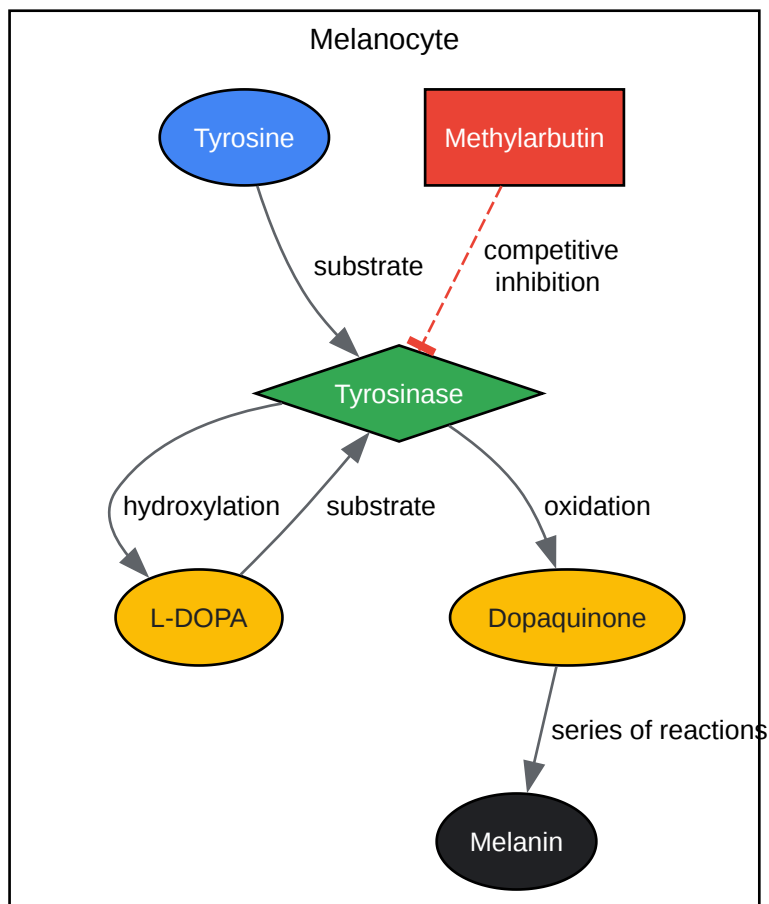 Melanocyte
Tyrosine
Methylarbutin
substrate
competitive
inhibition
Tyrosinase
hydroxylation
substrate
oxidation
L-DOPA
Dopaquinone
series of reactions
Melanin